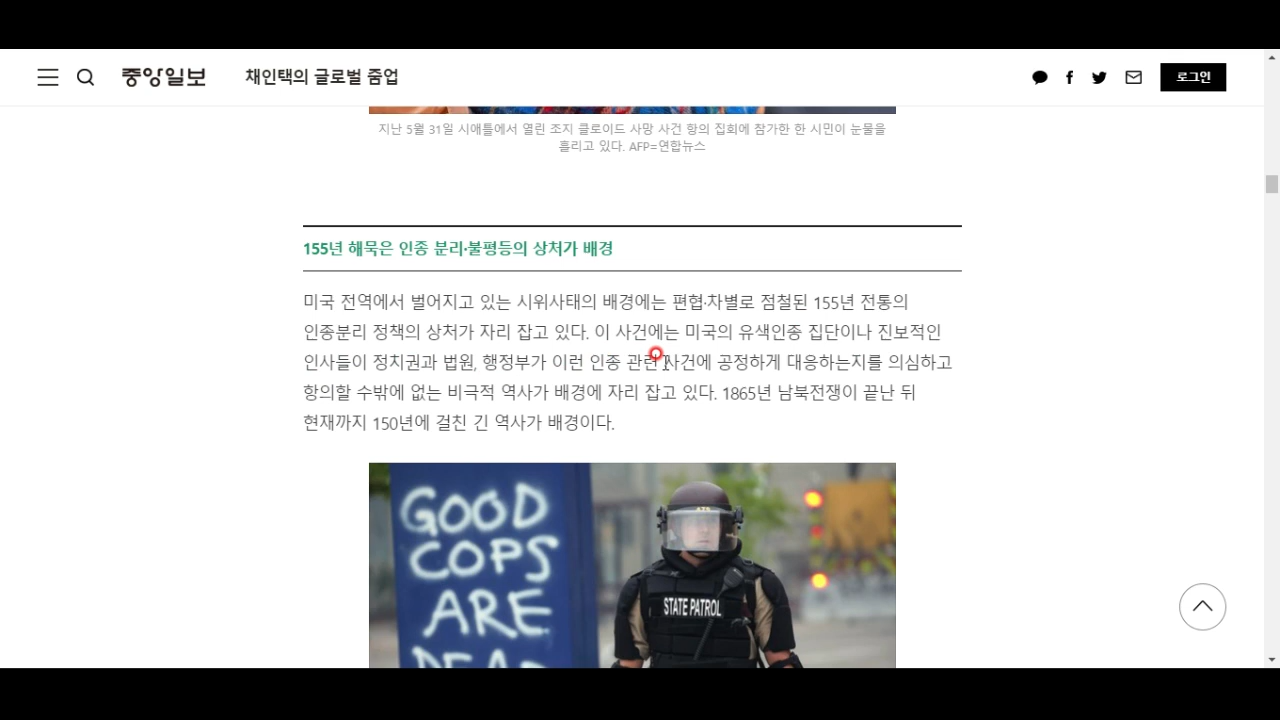 중앙일보
채인택의 글로벌 줌업
로그인
지난 5월 31일 시애틀에서 열린 조지 클로이드 사망 사건 항의 집회에 참가한 한 시민이 눈물을
흘리고 있다. AFP=연합뉴스
155년 해묵은 인종 분리·불평등의 상처가 배경
미국 전역에서 벌어지고 있는 시위사태의 배경에는 편협·차별로 점철된 155년 전통의
인종분리 정책의 상처가 자리 잡고 있다. 이 사건에는 미국의 유색인종 집단이나 진보적인
인사들이 정치권과 법원, 행정부가 이런 인종 관련 사건에 공정하게 대응하는지를 의심하고
항의할 수밖에 없는 비극적 역사가 배경에 자리 잡고 있다. 1865년 남북전쟁이 끝난 뒤
현재까지 150년에 걸친 긴 역사가 배경이다.
GOOD
COPS
ARE
DEAD
STATE PATROL